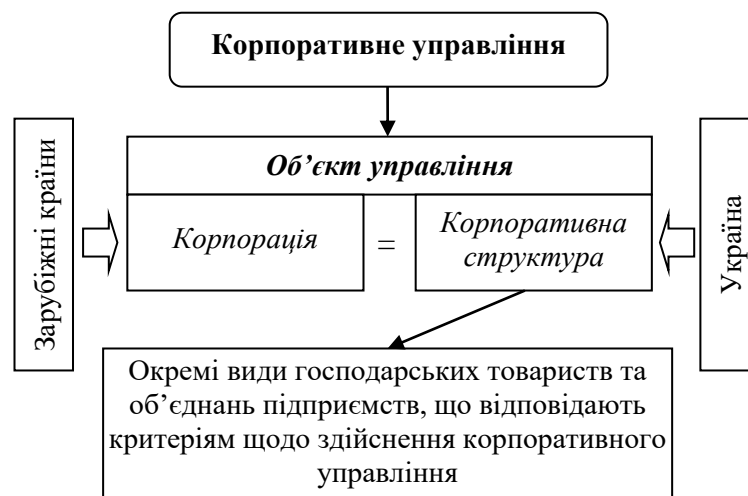 Корпоративне управління
Об’єкт управління
Зарубіжні країни
Корпорація
=
Корпоративна
структура
Україна
Окремі види господарських товариств та
об’єднань підприємств, що відповідають
критеріям щодо здійснення корпоративного
управління